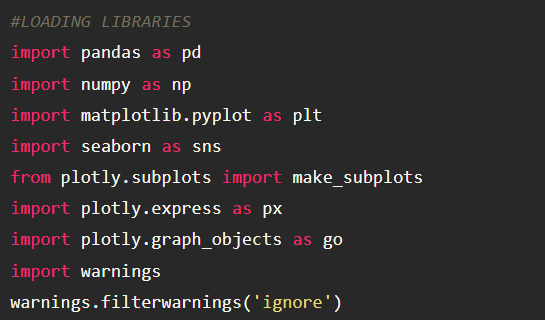 #LOADING LIBRARIES
import pandas as pd
import numpy as np
import matplotlib.pyplot as plt
import seaborn as sns
from plotly.subplots import make_subplots
import plotly.express as px
import plotly.graph_objects as go
import warnings
warnings.filterwarnings('ignore')